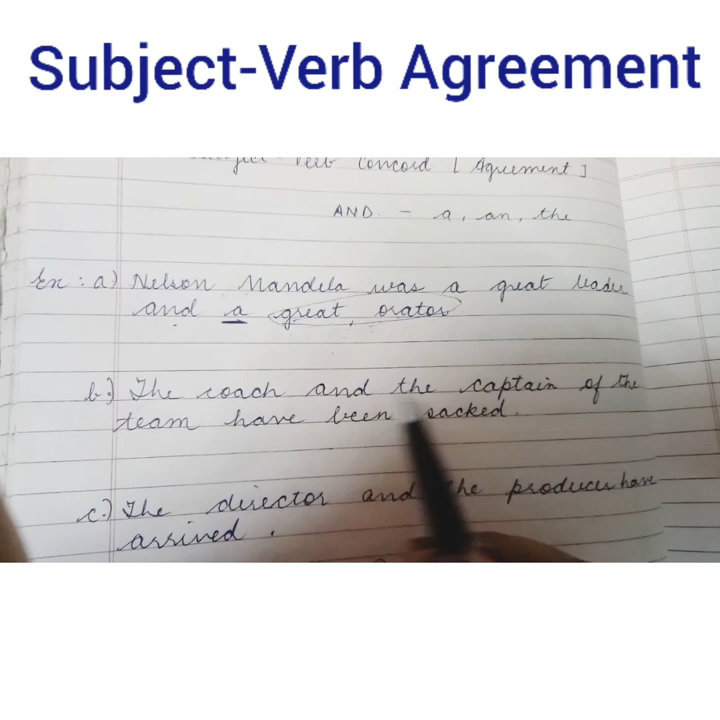 Subject-Verb Agreement
Verb Concord [ Agreement ]
AND. - a, an, the
Ex : a) Nelson Mandela was a great leader
and a great orator
b.) The coach and the captain of the
team have been sacked.
c.) The director and the producer have
arrived.